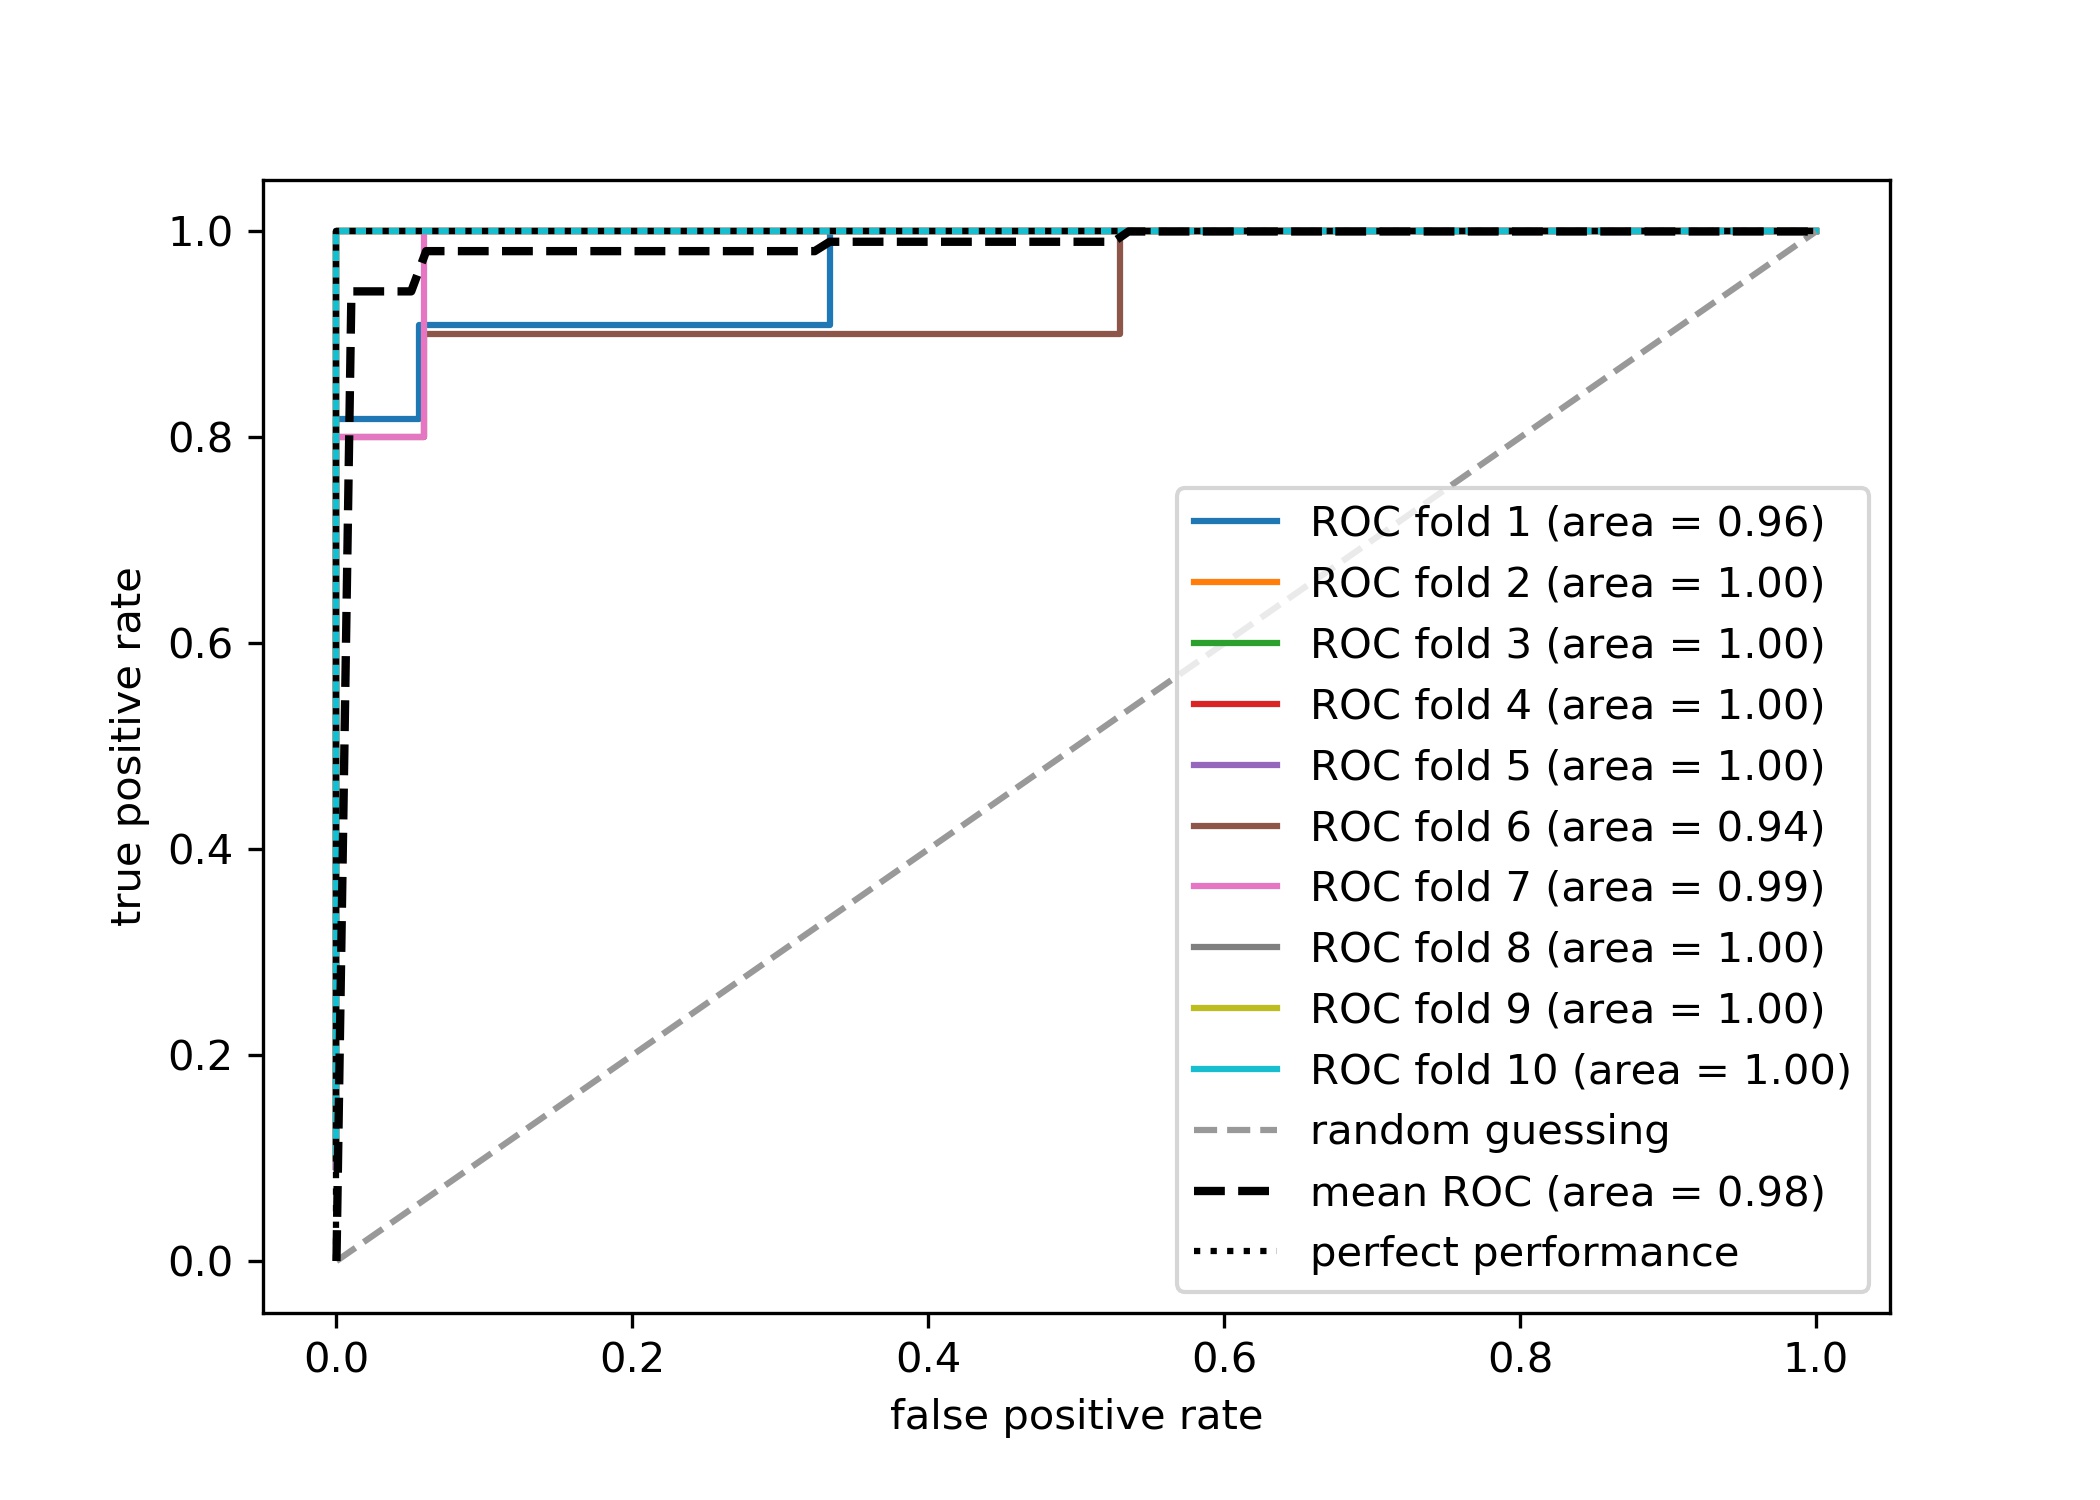 1.0
0.8
0.6
0.4
0.2
0.0
true positive rate
ROC fold 1 (area = 0.96)
ROC fold 2 (area = 1.00)
ROC fold 3 (area = 1.00)
ROC fold 4 (area = 1.00)
ROC fold 5 (area = 1.00)
ROC fold 6 (area = 0.94)
ROC fold 7 (area = 0.99)
ROC fold 8 (area = 1.00)
ROC fold 9 (area = 1.00)
ROC fold 10 (area = 1.00)
random guessing
mean ROC (area = 0.98)
perfect performance
0.0 0.2 0.4 0.6 0.8 1.0
false positive rate